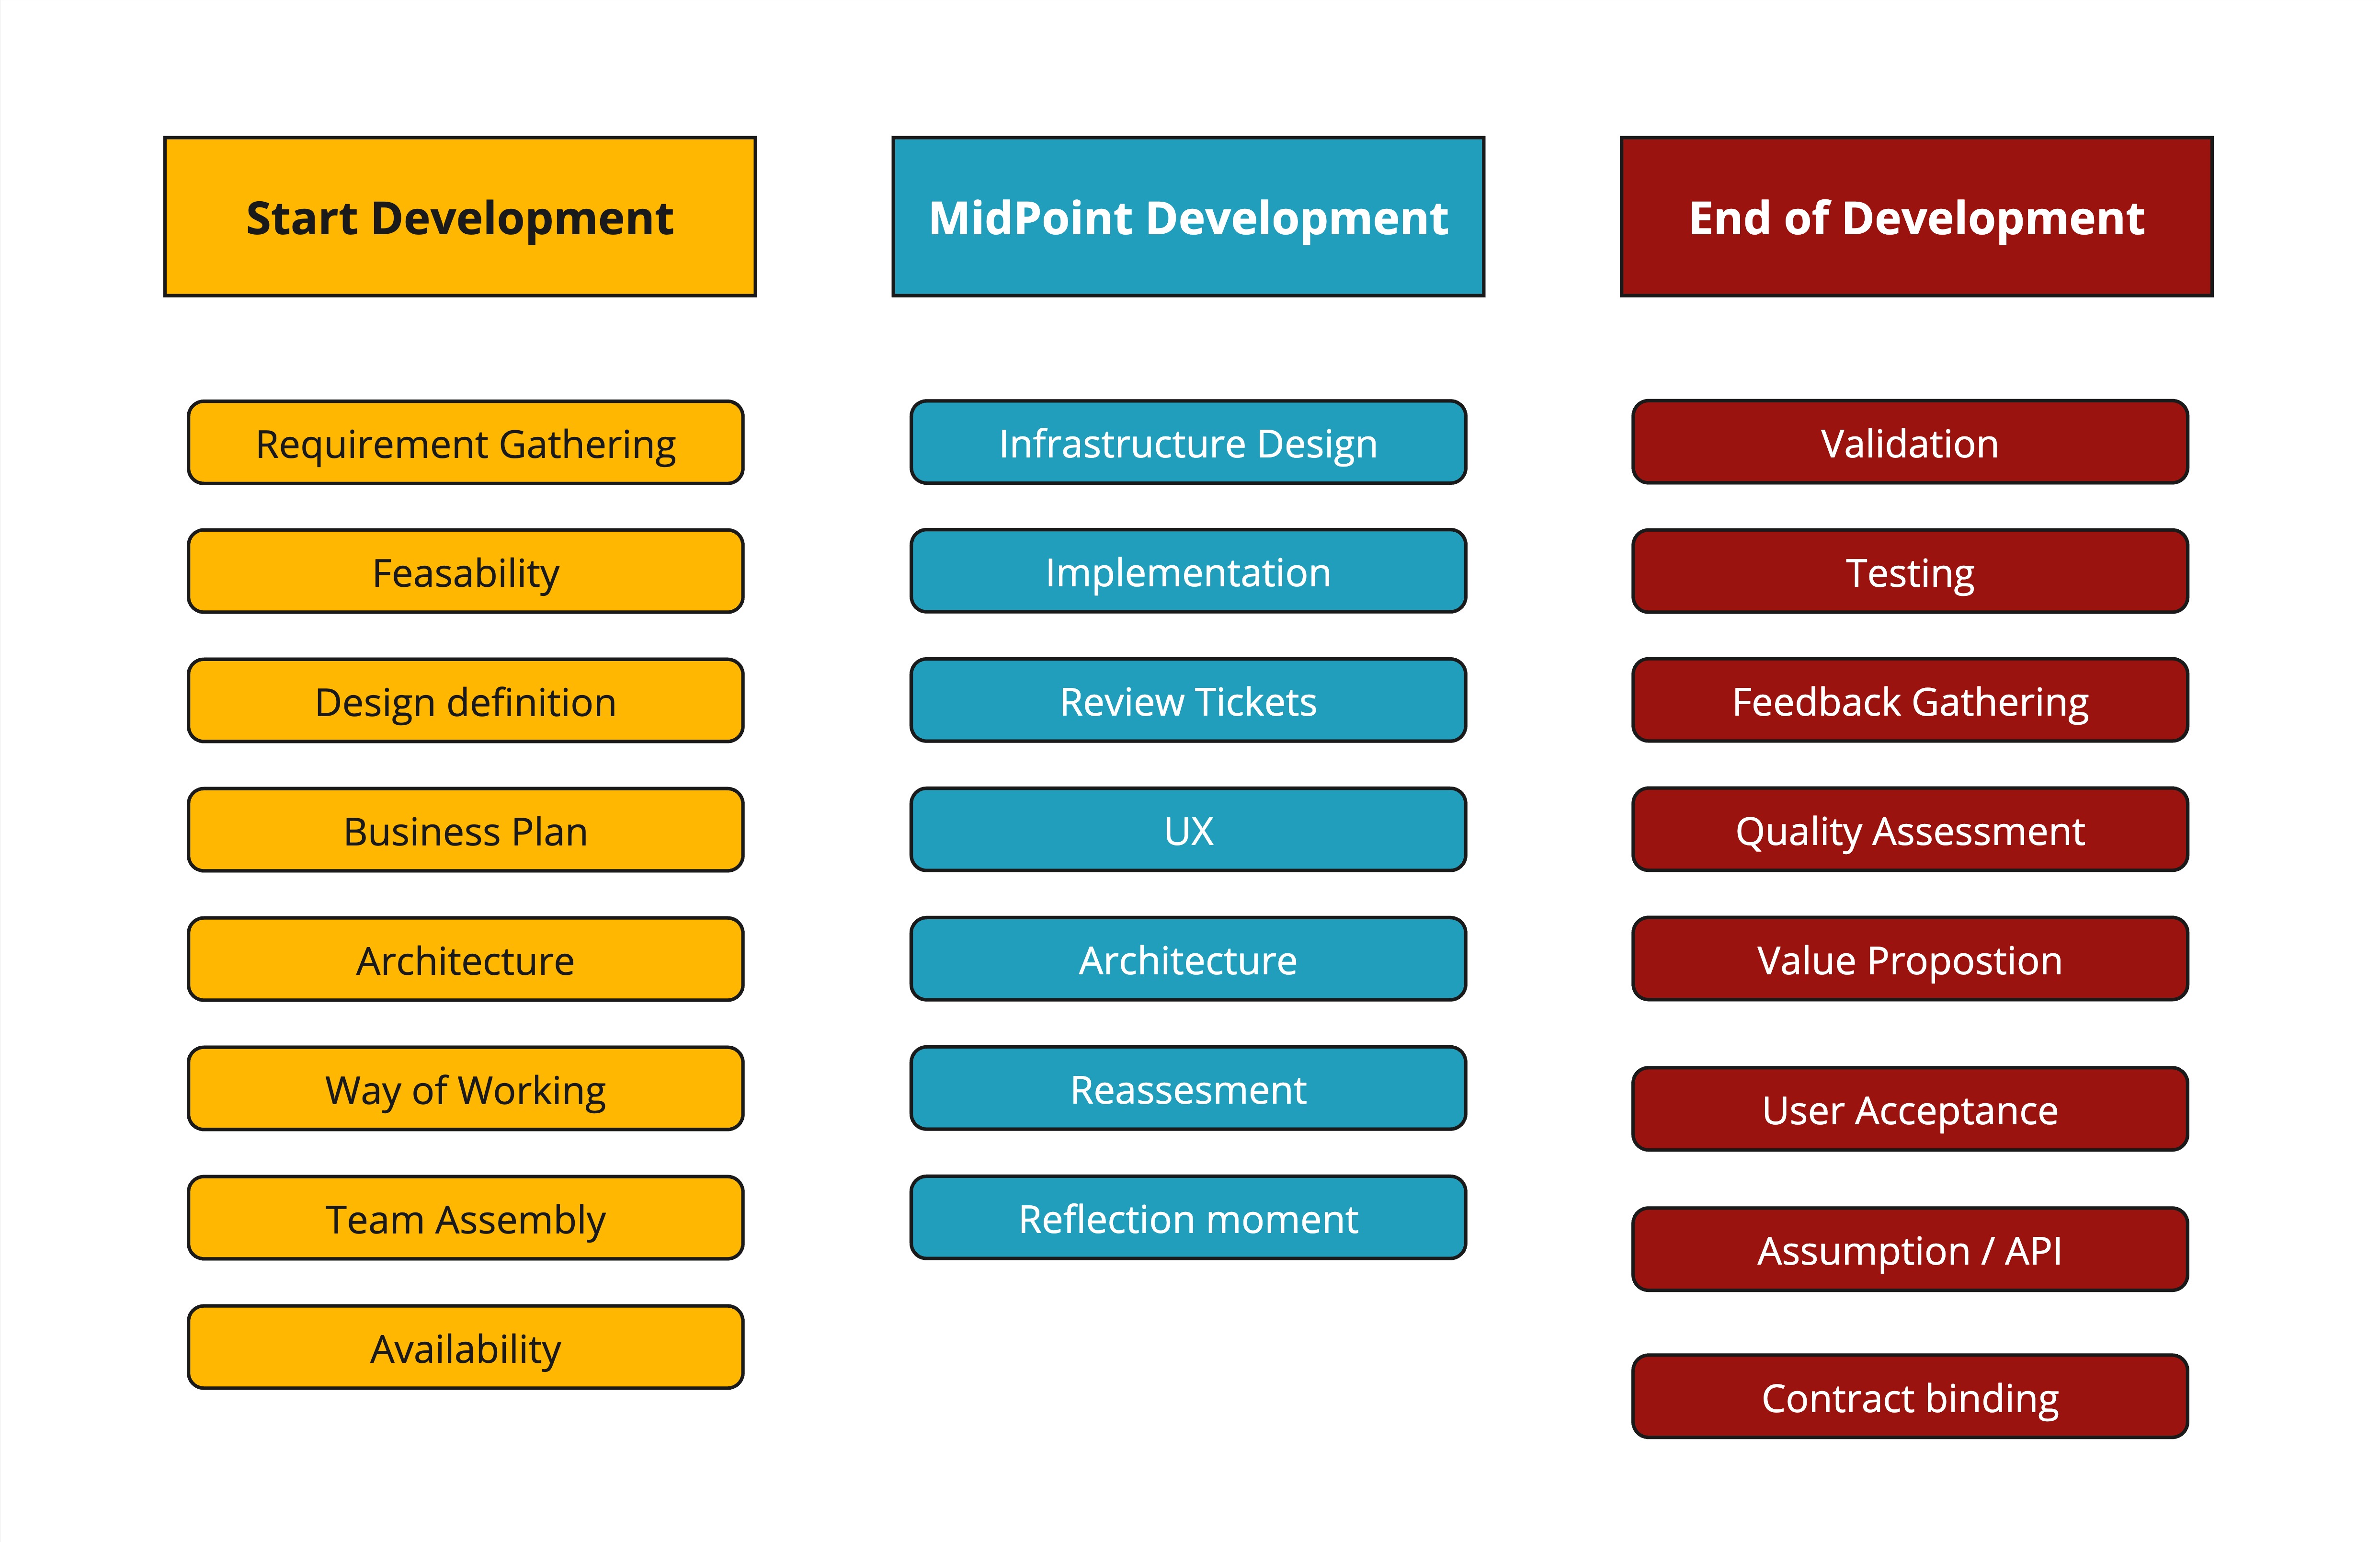 Start Development
MidPoint Development
End of Development
Requirement Gathering
Feasability
Design definition
Business Plan
Architecture
Way of Working
Team Assembly
Availability
Infrastructure Design
Implementation
Review Tickets
UX
Architecture
Reassesment
Reflection moment
Validation
Testing
Feedback Gathering
Quality Assessment
Value Propostion
User Acceptance
Assumption / API
Contract binding